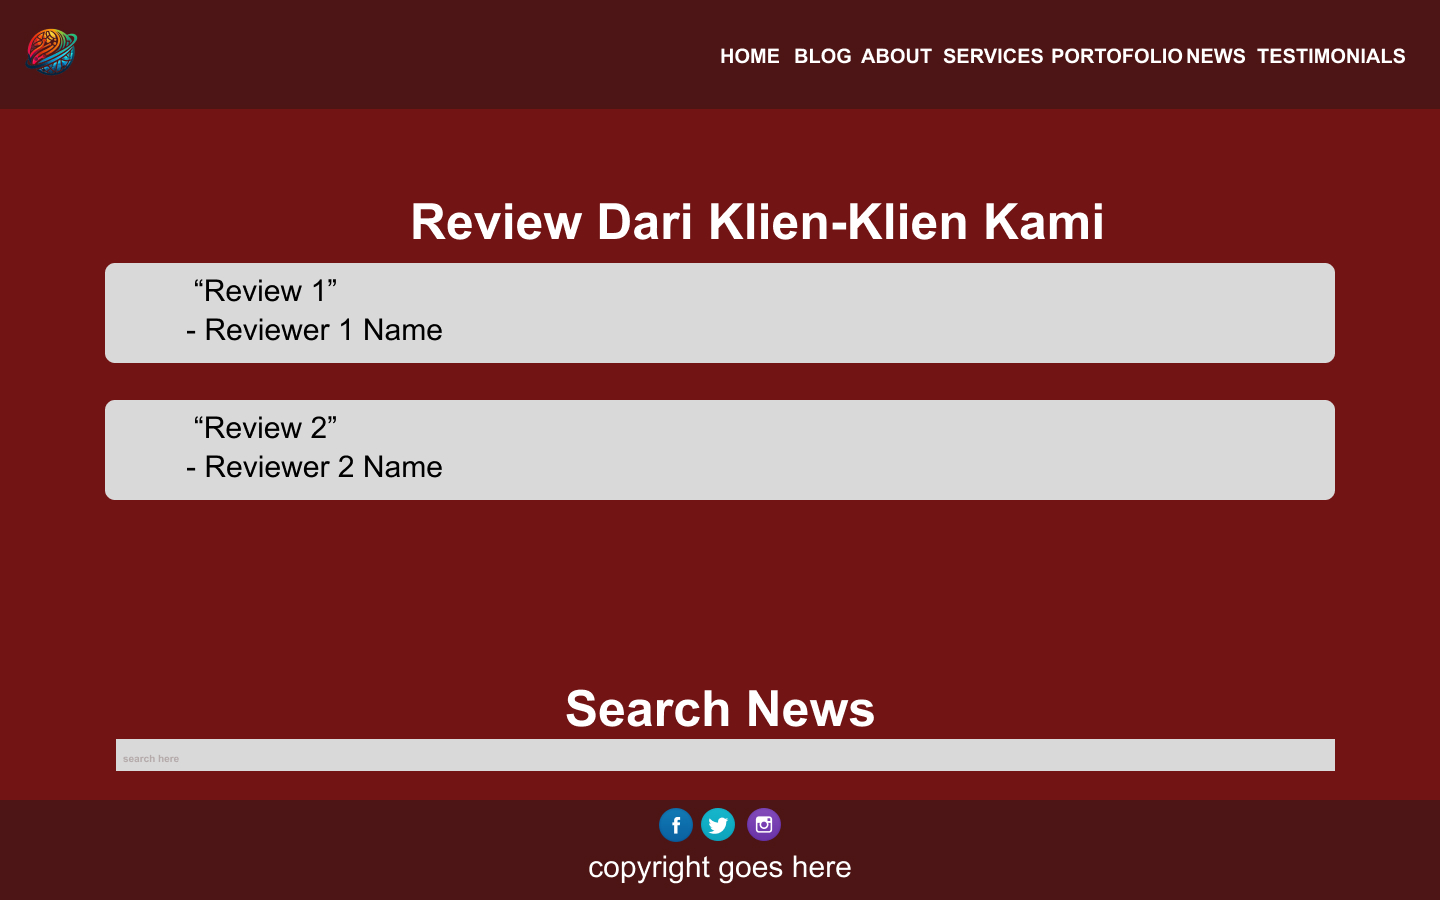 HOME BLOG ABOUT SERVICES PORTOFOLIO NEWS TESTIMONIALS
Review Dari Klien-Klien Kami
“Review 1”
- Reviewer 1 Name
“Review 2”
- Reviewer 2 Name
Search News
search here
copyright goes here